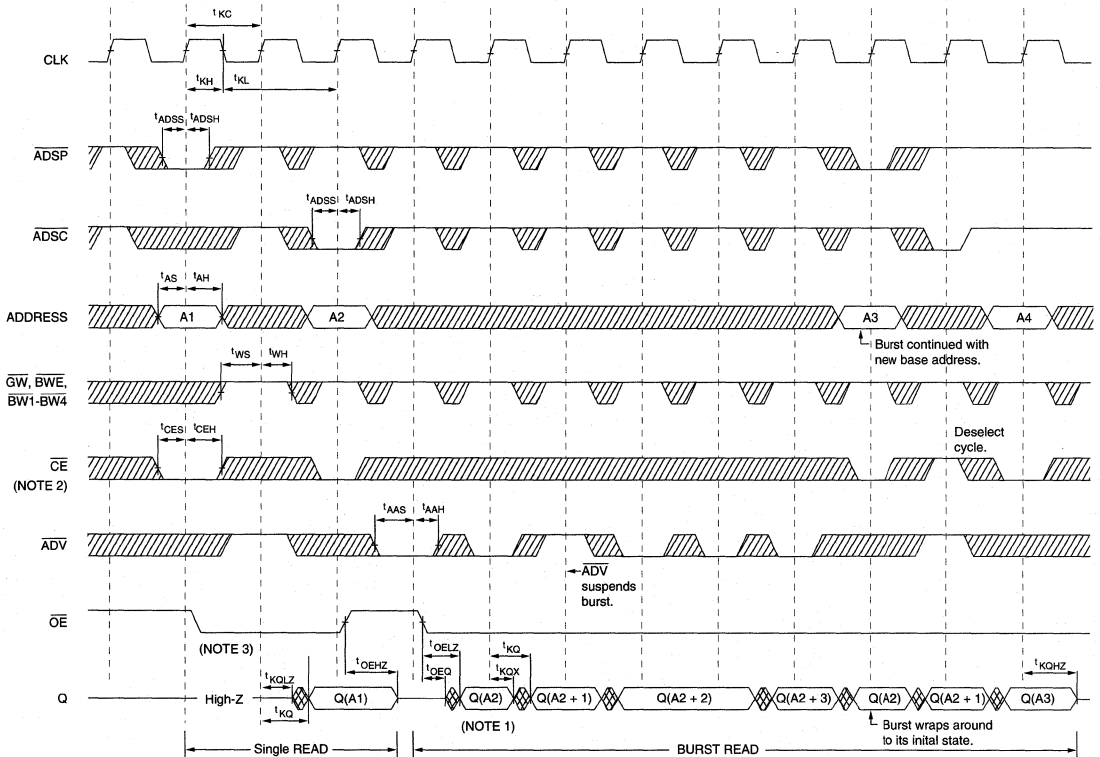 tKC
CLK
tKH tKL
tADSS tADSH
ADSP
tADSS tADSH
ADSC
tAS tAH
ADDRESS A1 A2 A3 A4
Burst continued with
new base address.
tWS tWH
GW, BWE,
BW1-BW4
tCES tCEH
Deselect
cycle.
CE
(NOTE 2)
tAAS tAAH
ADV
ADV
suspends
burst.
OE
(NOTE 3)
tOEHZ tOELZ tKQ
tKQLZ tOEQ tKQX tKQHZ
Q High-Z Q(A1) Q(A2) Q(A2 + 1) Q(A2 + 2) Q(A2 + 3) Q(A2) Q(A2 + 1) Q(A3)
tKQ
(NOTE 1)
Burst wraps around
to its inital state.
Single READ BURST READ